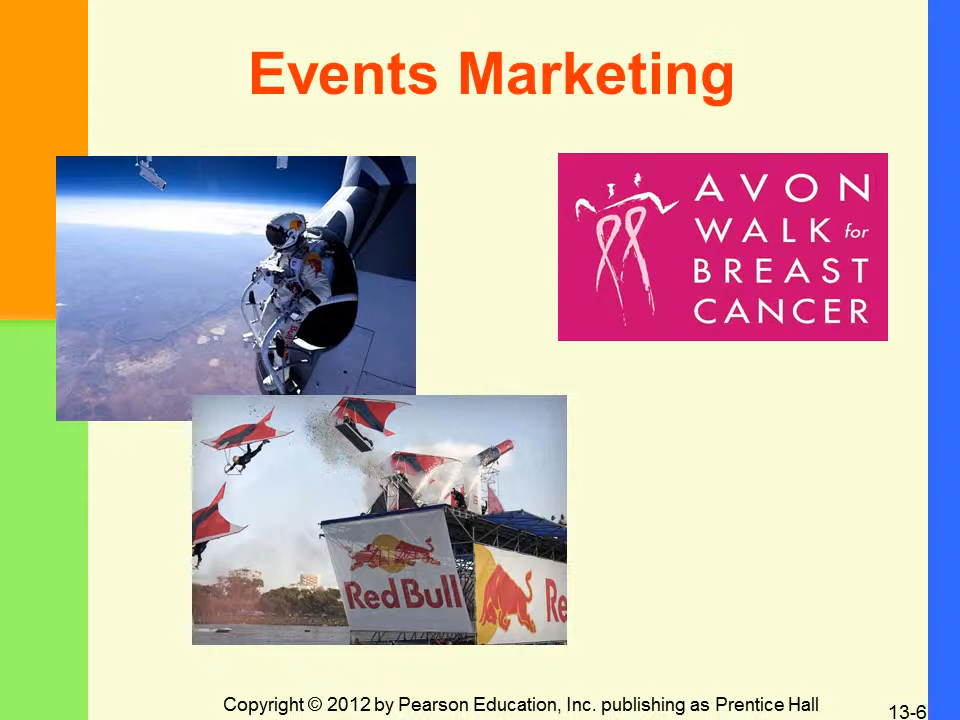 Events Marketing
AVON
WALK for
BREAST
CANCER
Red Bull
Re
Copyright © 2012 by Pearson Education, Inc. publishing as Prentice Hall
13-6